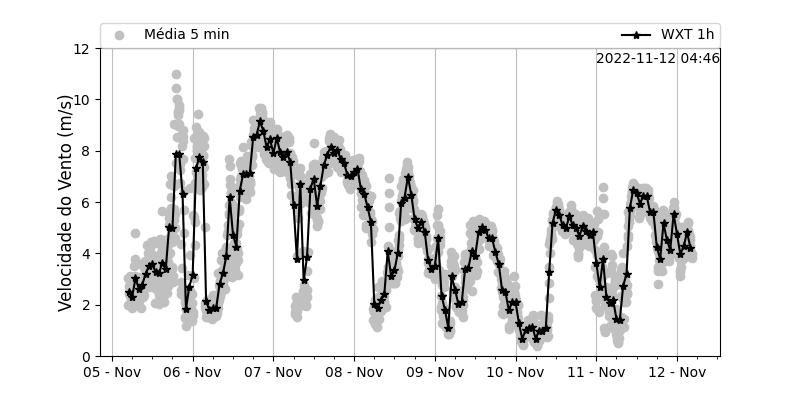 Média 5 min
WXT 1h
2022-11-12 04:46
Velocidade do Vento (m/s)
12
10
8
6
4
2
0
05 - Nov
06 - Nov
07 - Nov
08 - Nov
09 - Nov
10 - Nov
11 - Nov
12 - Nov